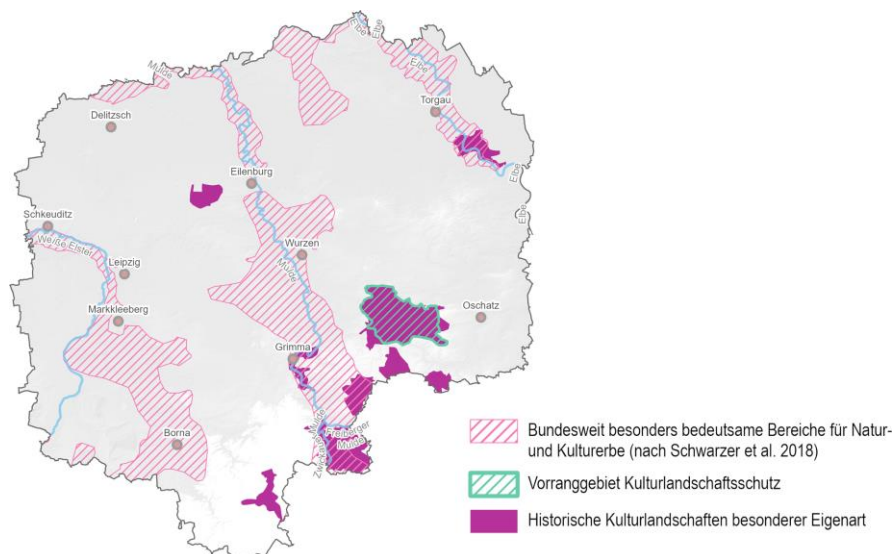 Elbe
Elbe
Mulde
Elbe
Torgau
Delitzsch
Eilenburg
Elbe
Schkeuditz
Weiße Elster
Elbe
Wurzen
Leipzig
Mulde
Markkleeberg
Oschatz
Grimma
Mulde
Freiberger
Mulde
Borna
Zwickauer
Bundesweit besonders bedeutsame Bereiche für Natur-
und Kulturerbe (nach Schwarzer et al. 2018)
Vorranggebiet Kulturlandschaftsschutz
Historische Kulturlandschaften besonderer Eigenart